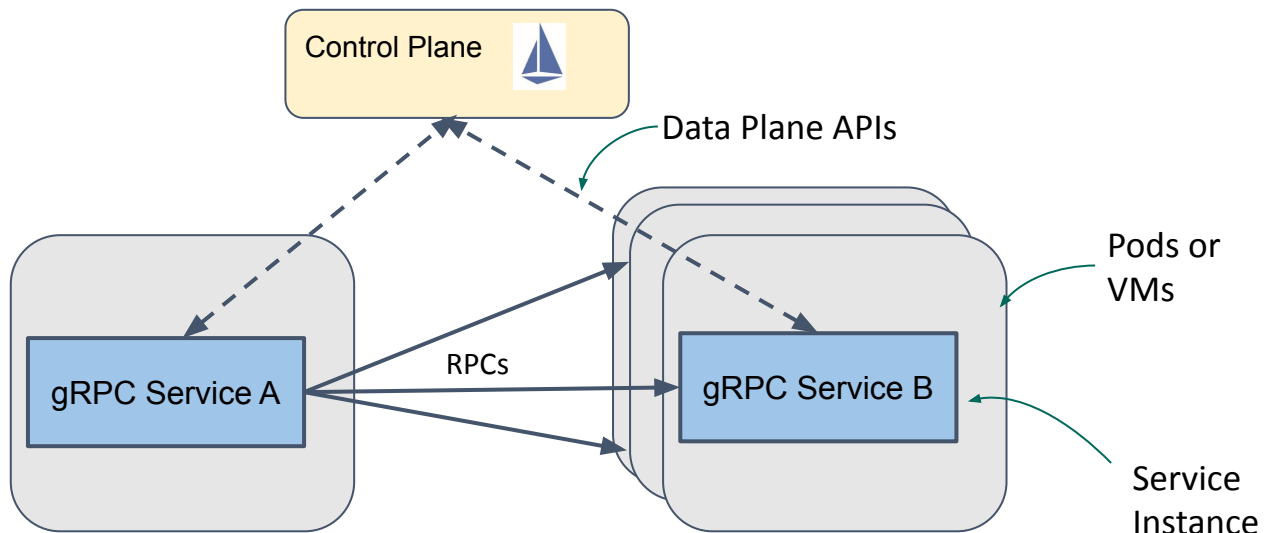 Control Plane
Data Plane APIs
Pods or
VMs
RPCs
gRPC Service A
gRPC Service B
Service
Instance